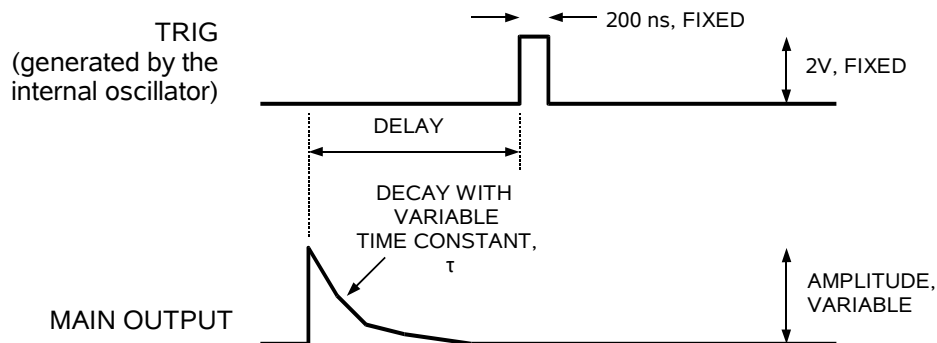 TRIG
(generated by the
internal oscillator)
200 ns, FIXED
2V, FIXED
DELAY
DECAY WITH
VARIABLE
TIME CONSTANT,
τ
MAIN OUTPUT
AMPLITUDE,
VARIABLE